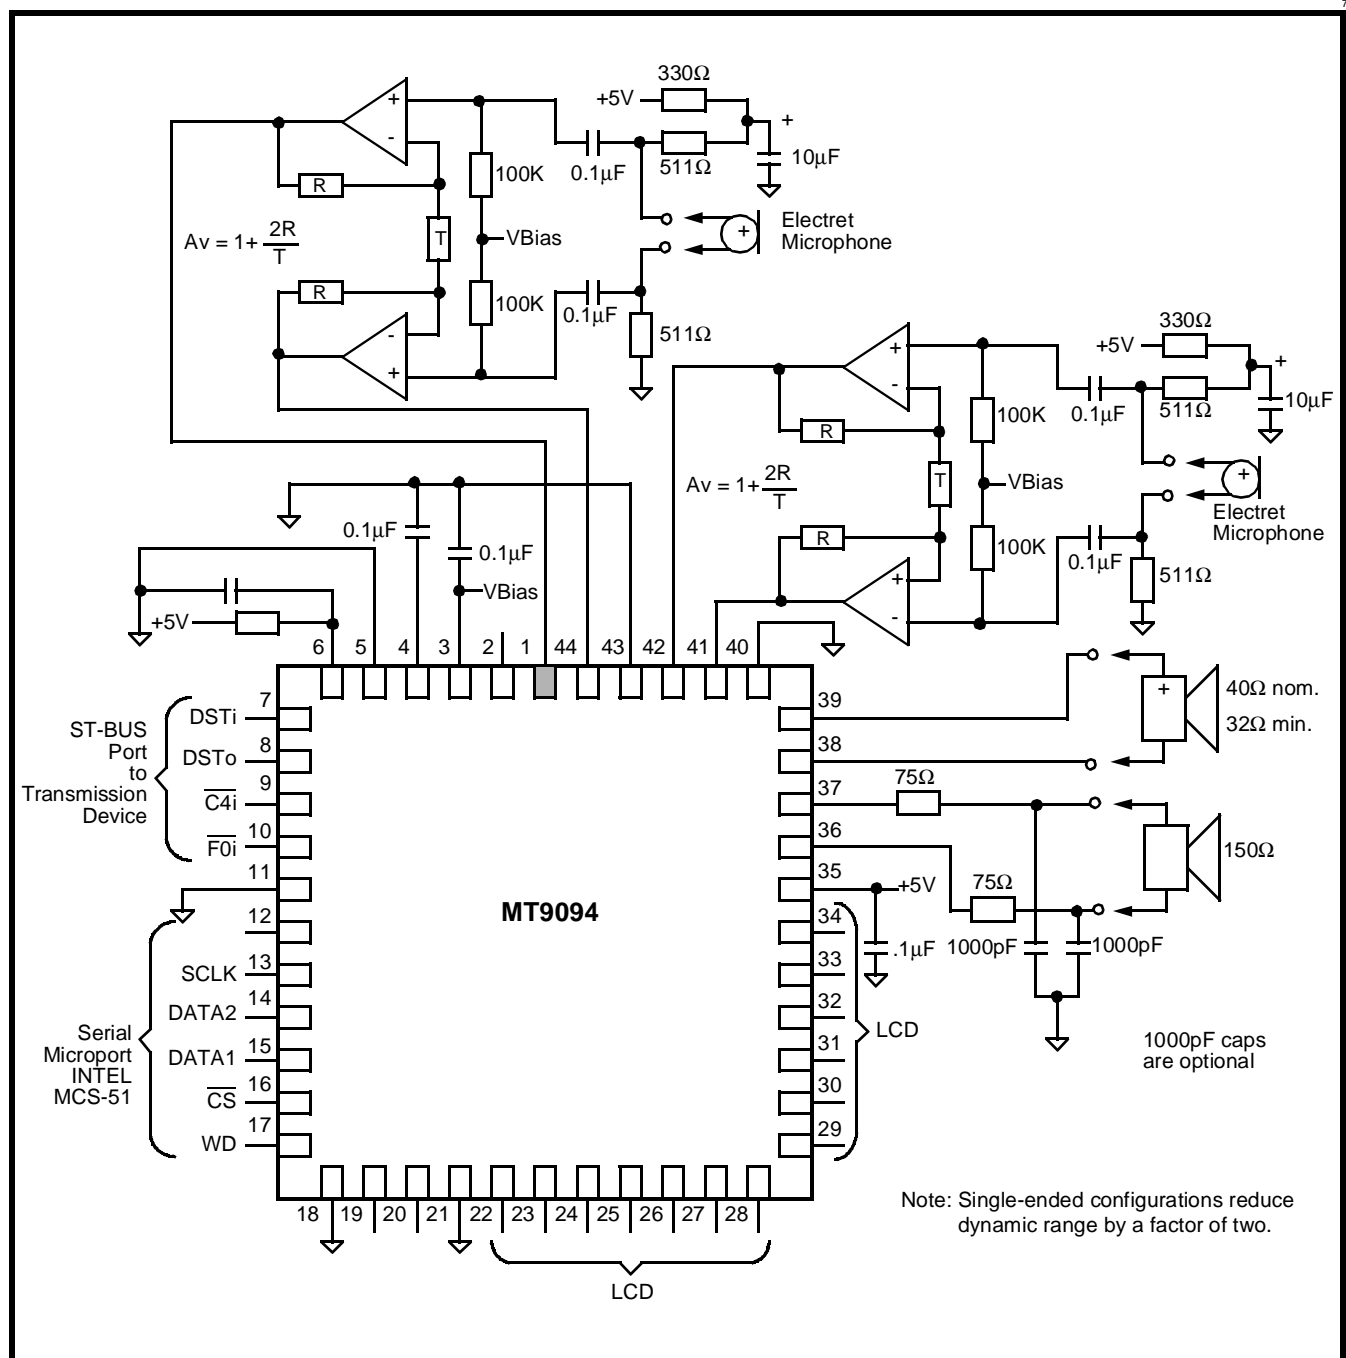 7
330Ω
+5V
+
+
-
100K
0.1µF
511Ω
10µF
R
Av = 1+ 2R
T
T
VBias
+
Electret
Microphone
R
100K
0.1µF
511Ω
-
+
330Ω
+5V
+
+
-
100K
0.1µF
511Ω
10µF
R
Av = 1+ 2R
T
T
VBias
+
Electret
Microphone
R
100K
0.1µF
511Ω
+
-
0.1µF
0.1µF
VBias
+5V
6 5 4 3 2 1 44 43 42 41 40
ST-BUS
Port
to
Transmission
Device
7
DSTi
8
DSTo
9
C4i
10
F0i
11
Serial
Microport
INTEL
MCS-51
12
13
SCLK
14
DATA2
15
DATA1
16
CS
17
WD
MT9094
39
38
37
36
35
34
33
32
31
30
29
+
40Ω nom.
32Ω min.
75Ω
150Ω
75Ω
+5V
.1µF
1000pF
1000pF
LCD
1000pF caps
are optional
18 19 20 21 22 23 24 25 26 27 28
LCD
Note: Single-ended configurations reduce
dynamic range by a factor of two.